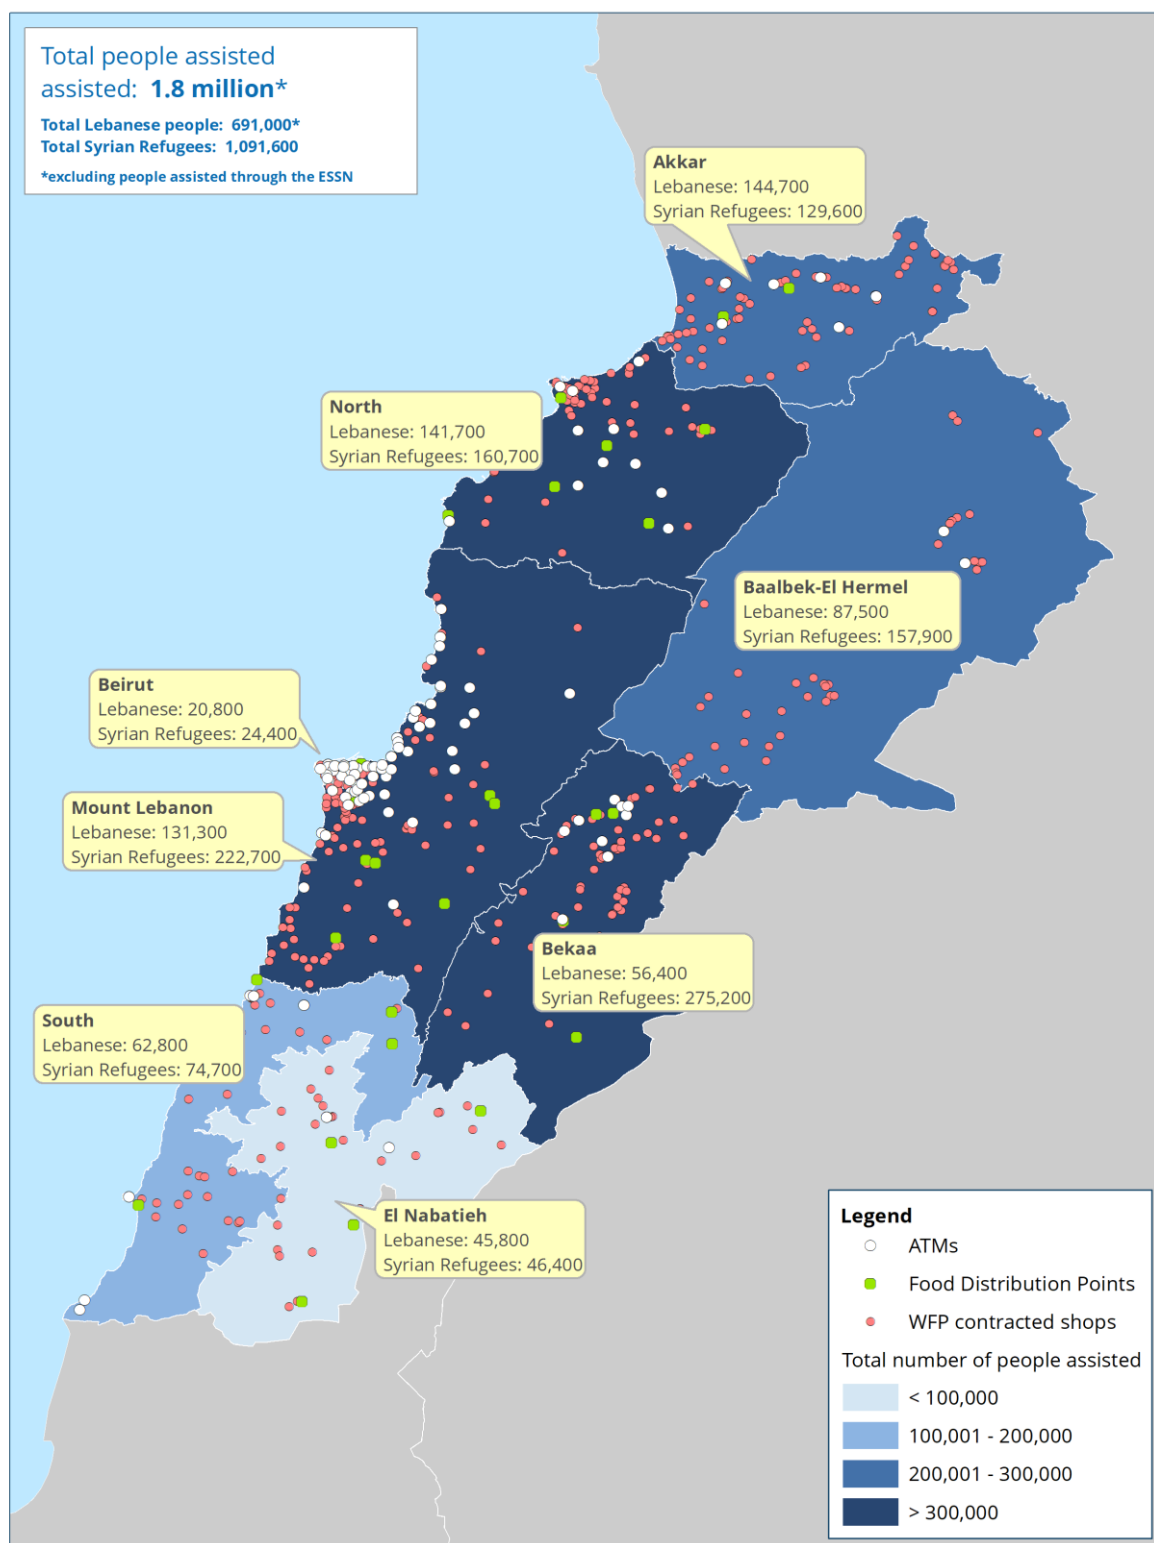 Total people assisted
assisted: 1.8 million*
Total Lebanese people: 691,000*
Total Syrian Refugees: 1,091,600
*excluding people assisted through the ESSN
Akkar
Lebanese: 144,700
Syrian Refugees: 129,600
North
Lebanese: 141,700
Syrian Refugees: 160,700
Baalbek-El Hermel
Lebanese: 87,500
Syrian Refugees: 157,900
Beirut
Lebanese: 20,800
Syrian Refugees: 24,400
Mount Lebanon
Lebanese: 131,300
Syrian Refugees: 222,700
Bekaa
Lebanese: 56,400
Syrian Refugees: 275,200
South
Lebanese: 62,800
Syrian Refugees: 74,700
El Nabatieh
Lebanese: 45,800
Syrian Refugees: 46,400
Legend
ATMs
Food Distribution Points
WFP contracted shops
Total number of people assisted
< 100,000
100,001 - 200,000
200,001 - 300,000
> 300,000